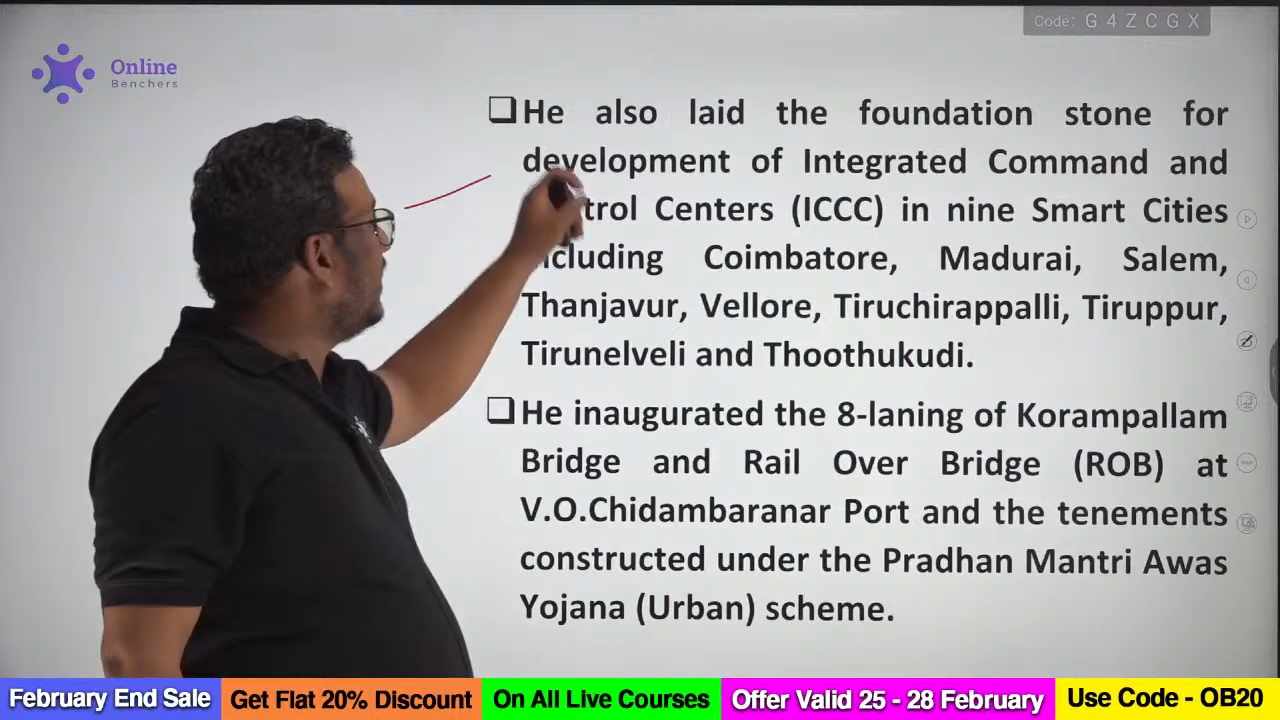 Code: G 4 Z C G X
Online
Benchers
He also laid the foundation stone for
development of Integrated Command and
trol Centers (ICCC) in nine Smart Cities
cluding Coimbatore, Madurai, Salem,
Thanjavur, Vellore, Tiruchirappalli, Tiruppur,
Tirunelveli and Thoothukudi.
He inaugurated the 8-laning of Korampallam
Bridge and Rail Over Bridge (ROB) at
V.O.Chidambaranar Port and the tenements
constructed under the Pradhan Mantri Awas
Yojana (Urban) scheme.
February End Sale
Get Flat 20% Discount
On All Live Courses
Offer Valid 25 - 28 February
Use Code - OB20